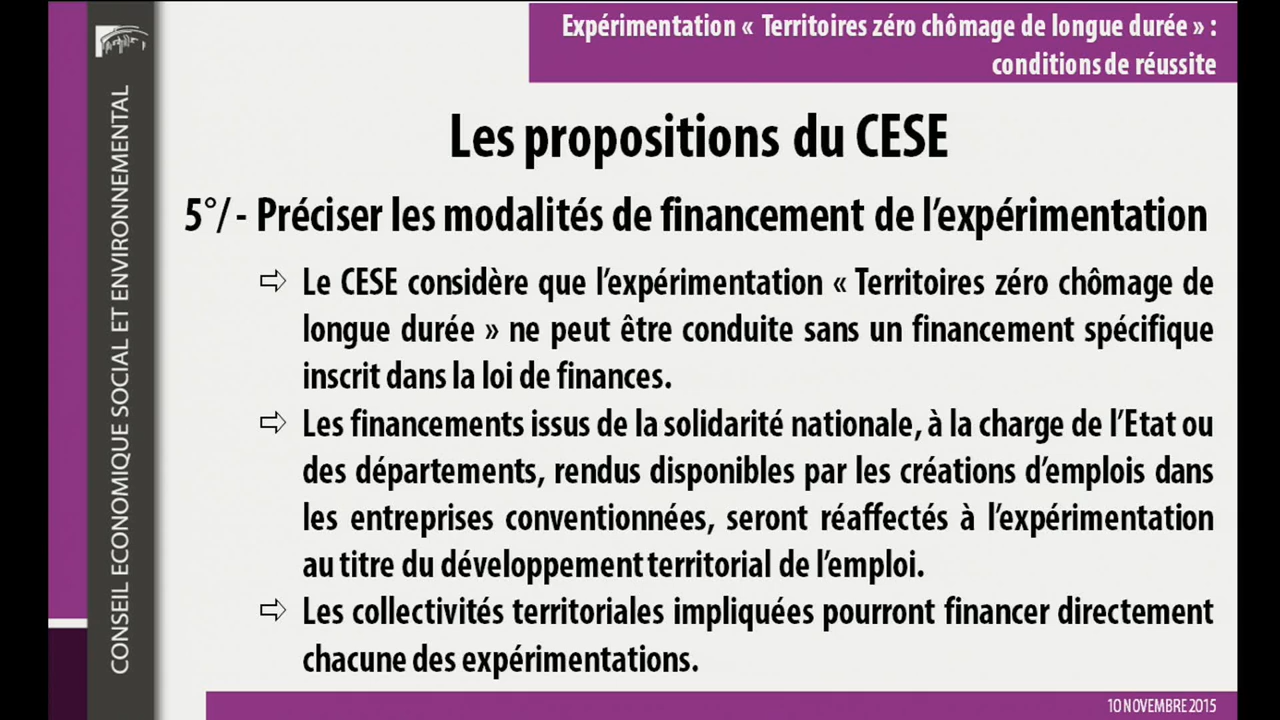 Expérimentation « Territoires zéro chômage de longue durée » :
conditions de réussite
CONSEIL ECONOMIQUE SOCIAL ET ENVIRONNEMENTAL
Les propositions du CESE
5°/ - Préciser les modalités de financement de l'expérimentation
⇨ Le CESE considère que l'expérimentation « Territoires zéro chômage de
longue durée » ne peut être conduite sans un financement spécifique
inscrit dans la loi de finances.
⇨ Les financements issus de la solidarité nationale, à la charge de l'Etat ou
des départements, rendus disponibles par les créations d'emplois dans
les entreprises conventionnées, seront réaffectés à l'expérimentation
au titre du développement territorial de l'emploi.
⇨ Les collectivités territoriales impliquées pourront financer directement
chacune des expérimentations.
10 NOVEMBRE 2015